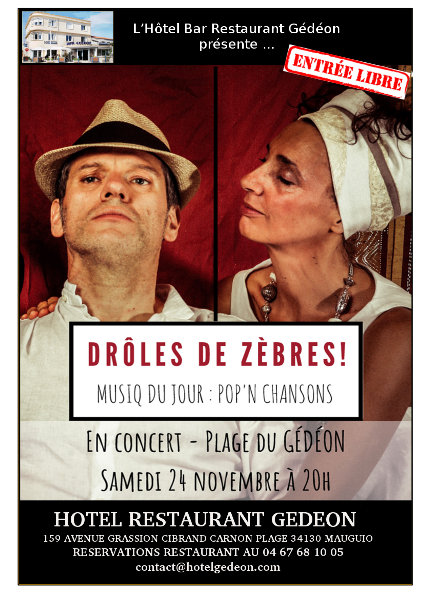 L'Hôtel Bar Restaurant Gédéon
présente ...
ENTRÉE LIBRE
DRÔLES DE ZÈBRES!
MUSIQ DU JOUR : POP'N CHANSONS
EN CONCERT - PLAGE DU GÉDÉON
SAMEDI 24 NOVEMBRE À 20H
HOTEL RESTAURANT GEDEON
159 AVENUE GRASSION CIBRAND CARNON PLAGE 34130 MAUGUIO
RESERVATIONS RESTAURANT AU 04 67 68 10 05
contact@hotelgedeon.com